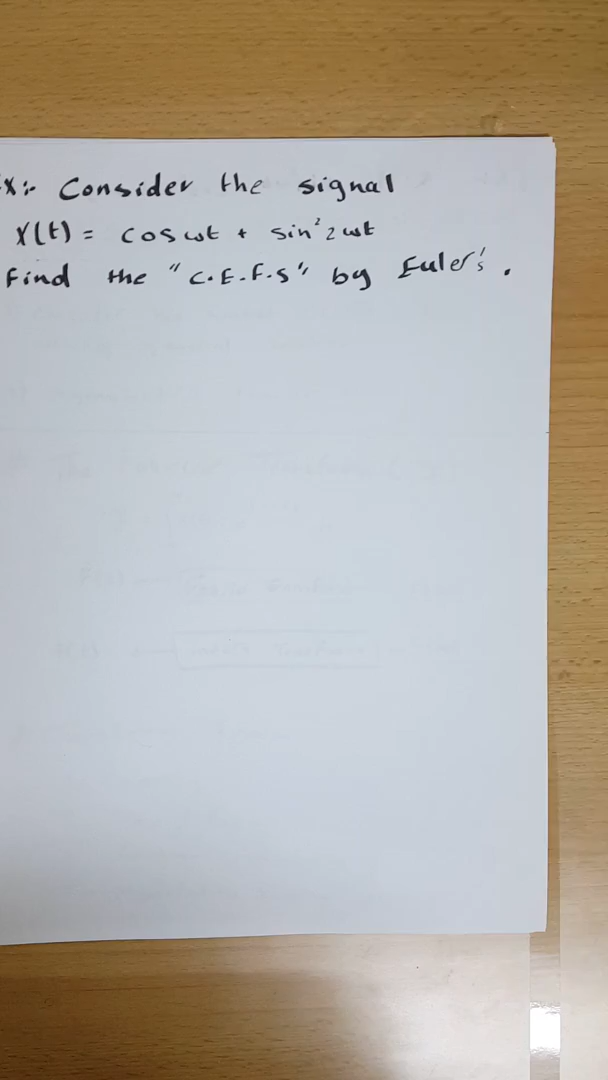 x:- Consider the signal
X(t) = cos ωt + sin² 2ωt
Find the "C.E.F.S" by Euler's.